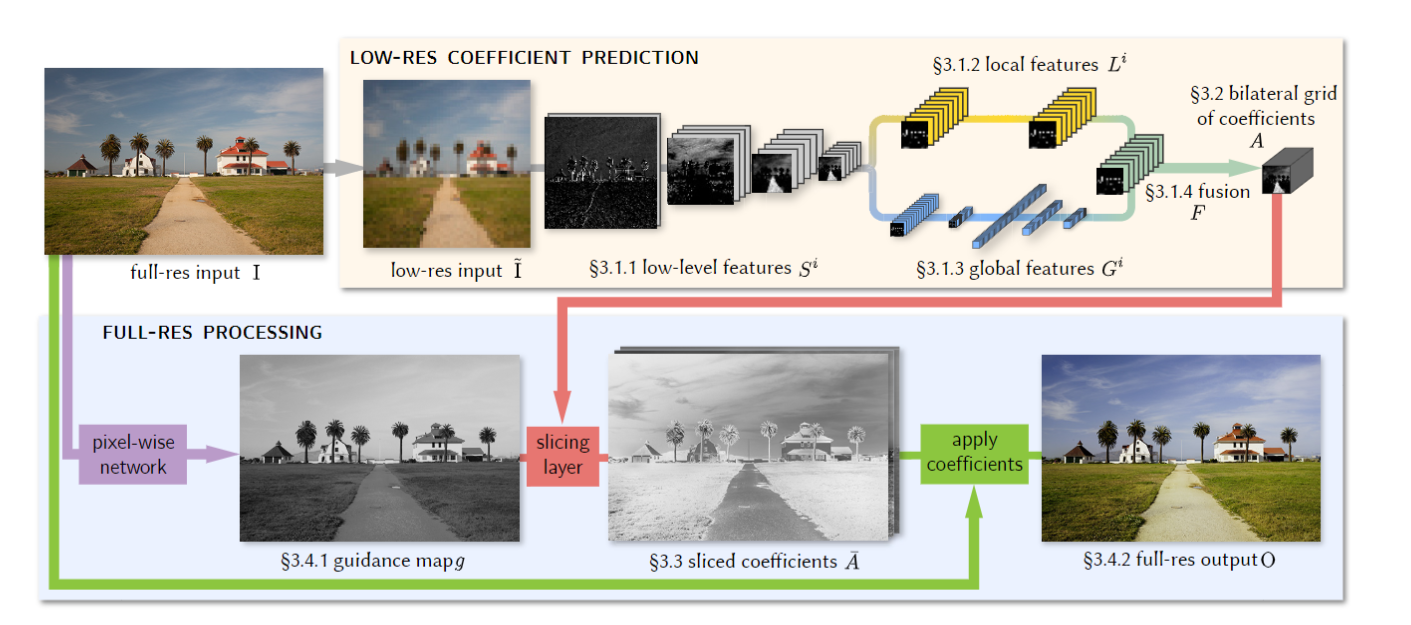 LOW-RES COEFFICIENT PREDICTION
§3.1.2 local features Lⁱ
§3.2 bilateral grid
of coefficients
A
§3.1.4 fusion
F
full-res input I
low-res input Ĩ
§3.1.1 low-level features Sⁱ
§3.1.3 global features Gⁱ
FULL-RES PROCESSING
pixel-wise
network
slicing
layer
apply
coefficients
§3.4.1 guidance map g
§3.3 sliced coefficients Ā
§3.4.2 full-res output O